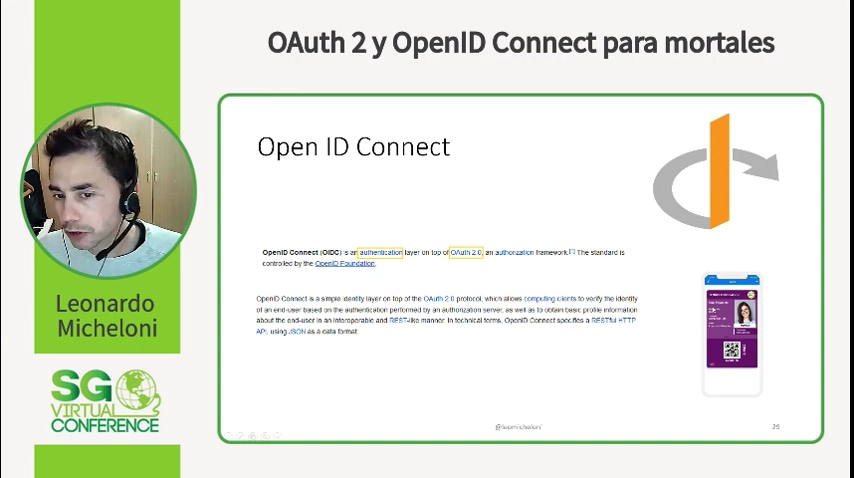 OAuth 2 y OpenID Connect para mortales
Open ID Connect
OpenID Connect (OIDC) is an authentication layer on top of OAuth 2.0, an authorization framework.[1] The standard is
controlled by the OpenID Foundation.
OpenID Connect is a simple identity layer on top of the OAuth 2.0 protocol, which allows computing clients to verify the identity
of an end-user based on the authentication performed by an authorization server, as well as to obtain basic profile information
about the end-user in an interoperable and REST-like manner. In technical terms, OpenID Connect specifies a RESTful HTTP
API, using JSON as a data format.
@leomicheloni
29
Leonardo
Micheloni
SG
VIRTUAL
CONFERENCE